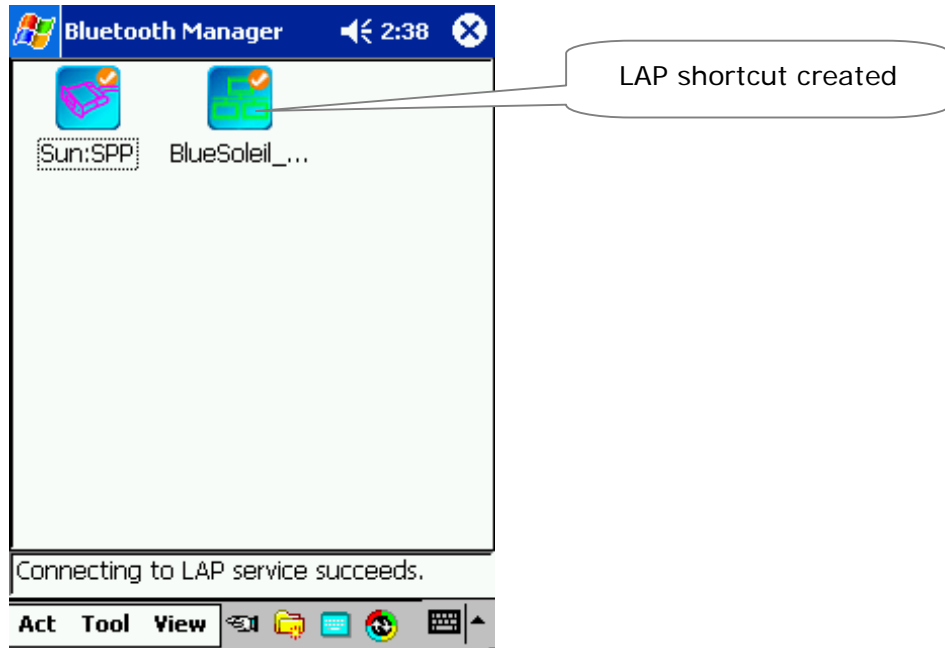 Bluetooth Manager 2:38
LAP shortcut created
Sun:SPP BlueSoleil_...
Connecting to LAP service succeeds.
Act Tool View